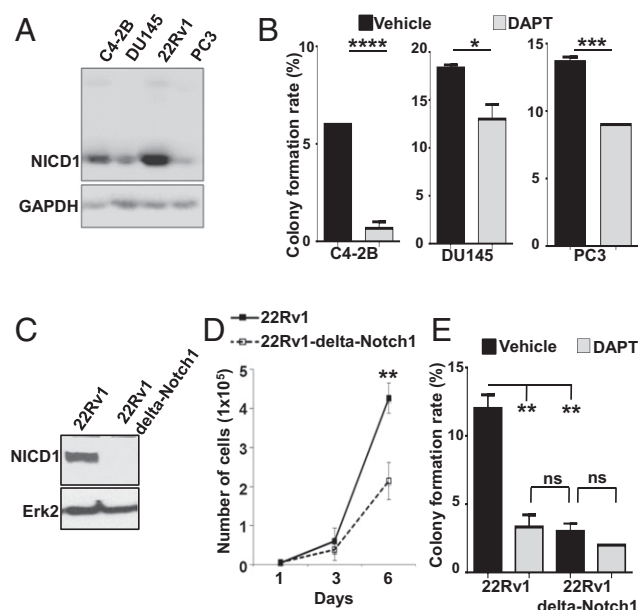 A
C4-2B
DU145
22Rv1
PC3
NICD1
GAPDH
B
Vehicle DAPT
Colony formation rate (%)
10
5
0
****
C4-2B
20
15
10
5
0
*
DU145
15
10
5
0
***
PC3
C
22Rv1
22Rv1
delta-Notch1
NICD1
Erk2
D
22Rv1
22Rv1-delta-Notch1
Number of cells (1x10⁵)
5
4
3
2
1
0
**
1 3 6
Days
E
Vehicle DAPT
Colony formation rate (%)
15
10
5
0
** **
ns ns
22Rv1 22Rv1
delta-Notch1